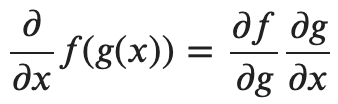 ∂/∂x f(g(x)) = ∂f/∂g ∂g/∂x